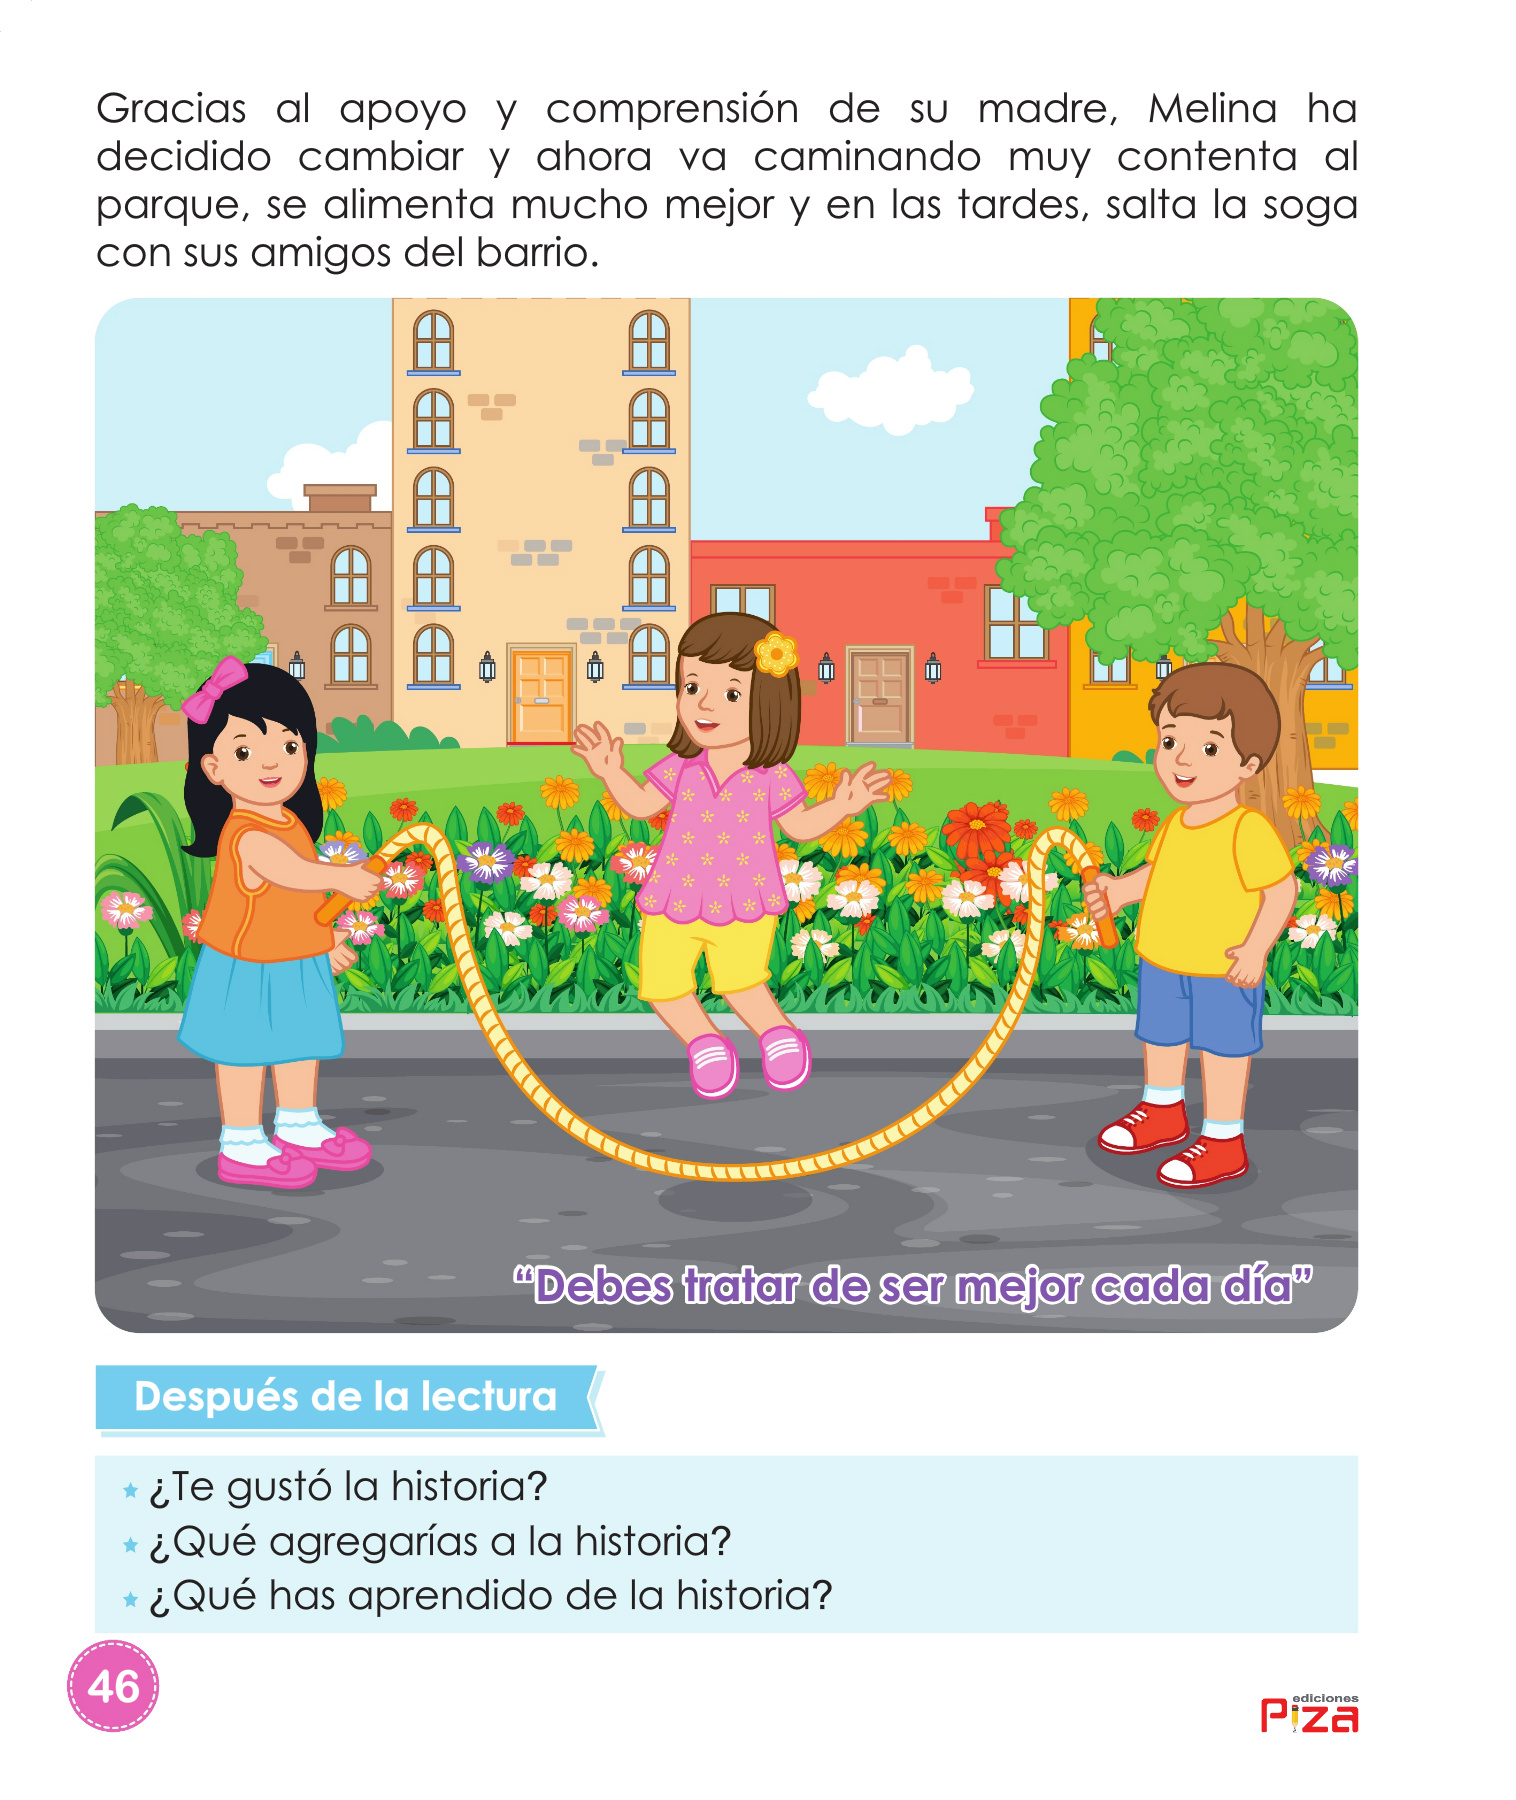 Gracias al apoyo y comprensión de su madre, Melina ha
decidido cambiar y ahora va caminando muy contenta al
parque, se alimenta mucho mejor y en las tardes, salta la soga
con sus amigos del barrio.
“Debes tratar de ser mejor cada día”
Después de la lectura
¿Te gustó la historia?
¿Qué agregarías a la historia?
¿Qué has aprendido de la historia?
46
ediciones
Piza